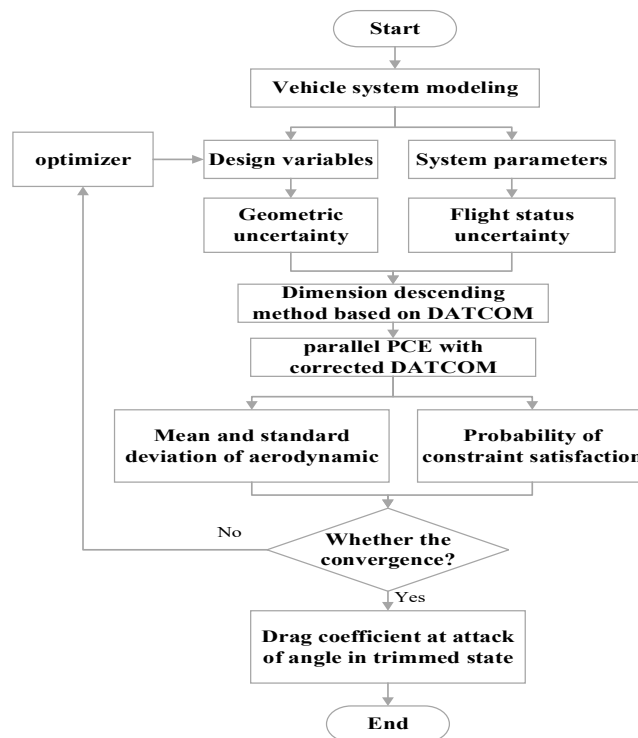 Start
Vehicle system modeling
optimizer
Design variables
System parameters
Geometric
uncertainty
Flight status
uncertainty
Dimension descending
method based on DATCOM
parallel PCE with
corrected DATCOM
Mean and standard
deviation of aerodynamic
Probability of
constraint satisfaction
No
Whether the
convergence?
Yes
Drag coefficient at attack
of angle in trimmed state
End